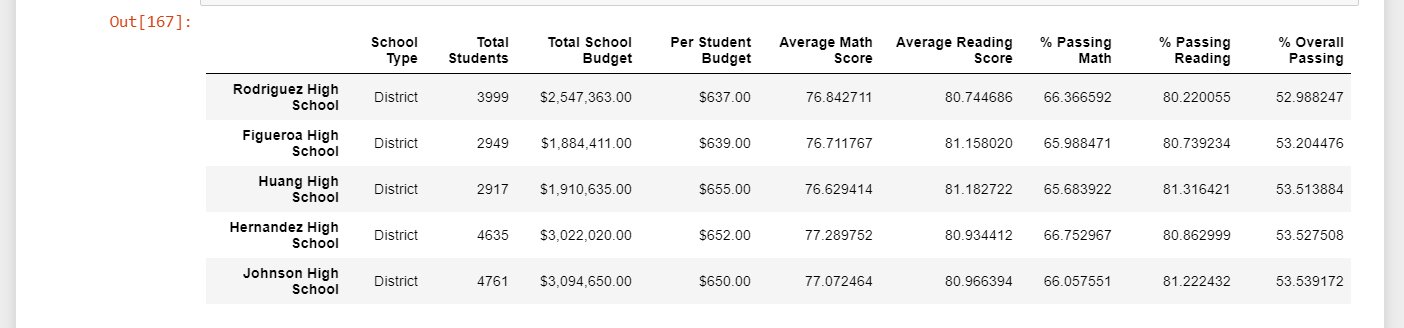 Out[167]:
School Type Total Students Total School Budget Per Student Budget Average Math Score Average Reading Score % Passing Math % Passing Reading % Overall Passing
Rodriguez High School District 3999 $2,547,363.00 $637.00 76.842711 80.744686 66.366592 80.220055 52.988247
Figueroa High School District 2949 $1,884,411.00 $639.00 76.711767 81.158020 65.988471 80.739234 53.204476
Huang High School District 2917 $1,910,635.00 $655.00 76.629414 81.182722 65.683922 81.316421 53.513884
Hernandez High School District 4635 $3,022,020.00 $652.00 77.289752 80.934412 66.752967 80.862999 53.527508
Johnson High School District 4761 $3,094,650.00 $650.00 77.072464 80.966394 66.057551 81.222432 53.539172